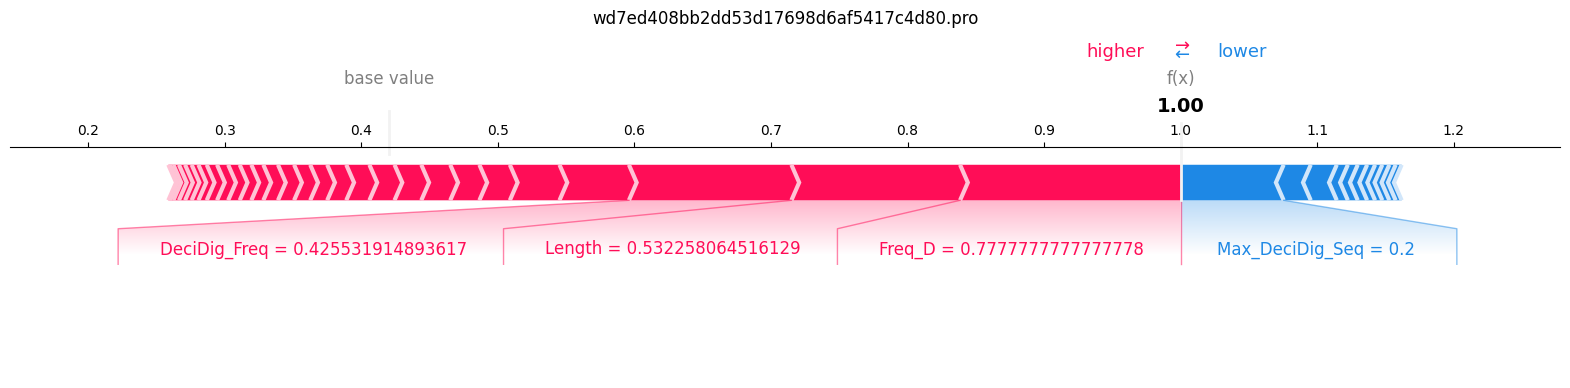 wd7ed408bb2dd53d17698d6af5417c4d80.pro
higher → ← lower
base value f(x)
1.00
0.2 0.3 0.4 0.5 0.6 0.7 0.8 0.9 1.0 1.1 1.2
DeciDig_Freq = 0.425531914893617 Length = 0.532258064516129 Freq_D = 0.7777777777777778 Max_DeciDig_Seq = 0.2